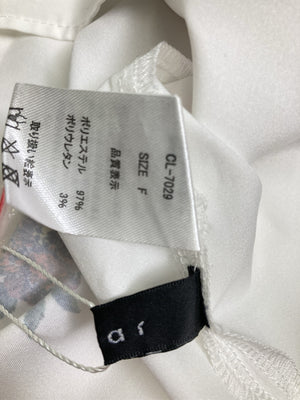 CL-7029
SIZE F
品質表示
ポリエステル 97%
ポリウレタン 3%
取り扱い絵表示
ar